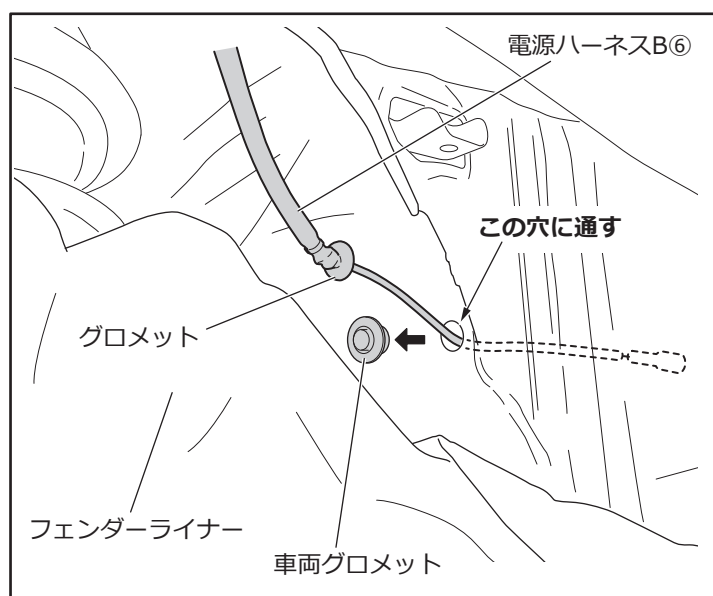 電源ハーネスB⑥
この穴に通す
グロメット
フェンダーライナー
車両グロメット